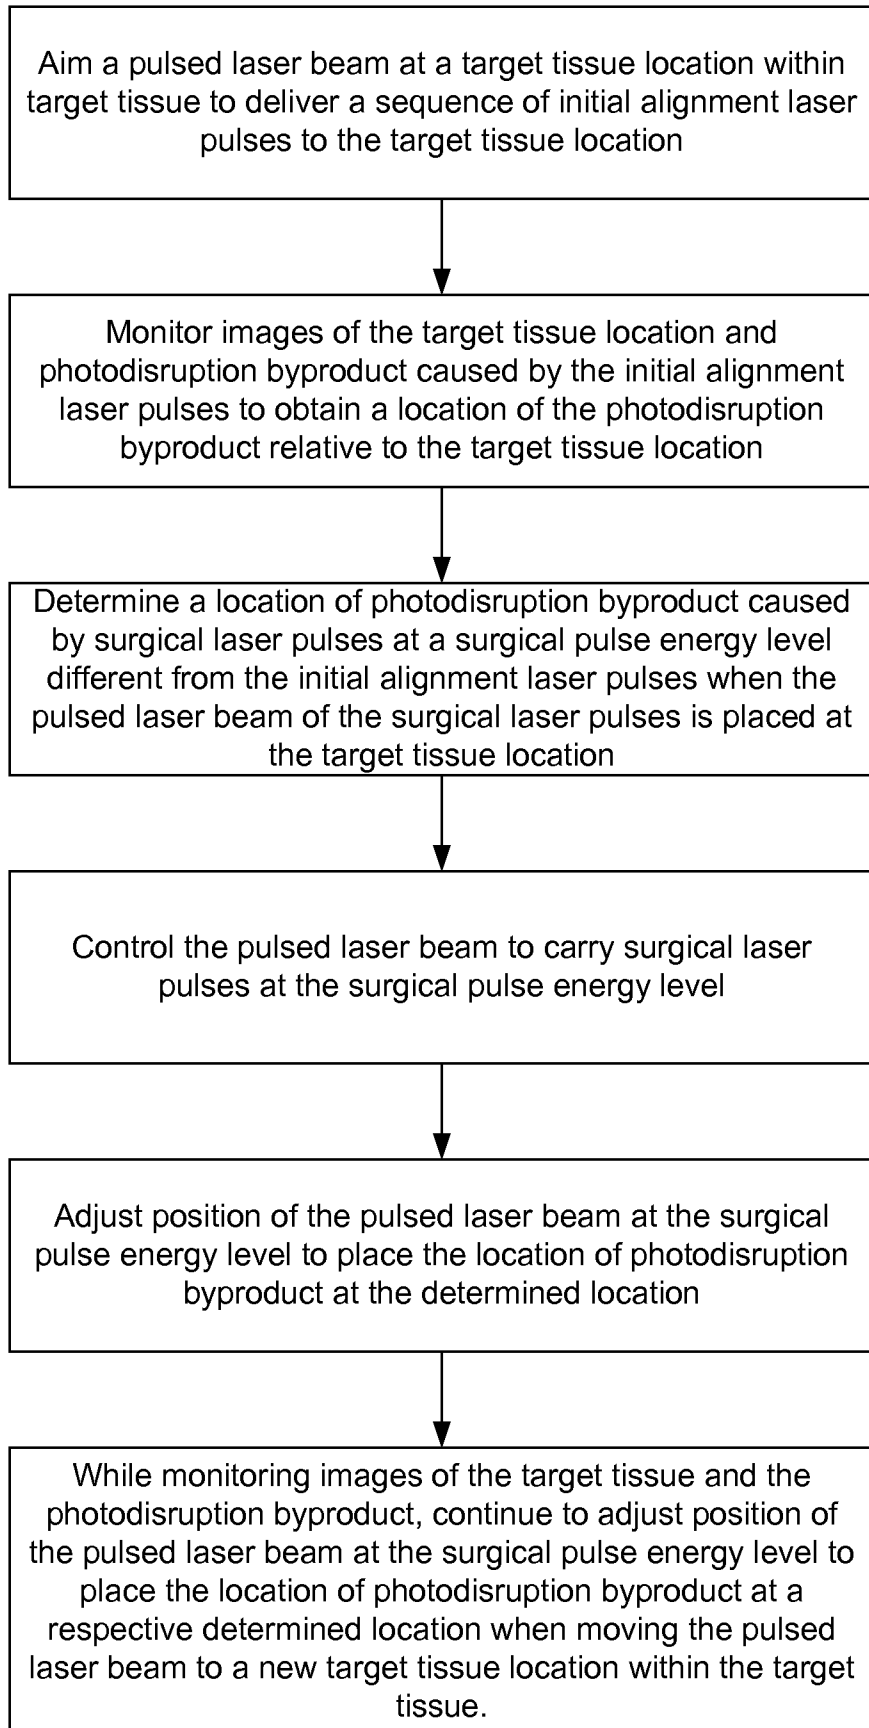 Aim a pulsed laser beam at a target tissue location within
target tissue to deliver a sequence of initial alignment laser
pulses to the target tissue location
Monitor images of the target tissue location and
photodisruption byproduct caused by the initial alignment
laser pulses to obtain a location of the photodisruption
byproduct relative to the target tissue location
Determine a location of photodisruption byproduct caused
by surgical laser pulses at a surgical pulse energy level
different from the initial alignment laser pulses when the
pulsed laser beam of the surgical laser pulses is placed at
the target tissue location
Control the pulsed laser beam to carry surgical laser
pulses at the surgical pulse energy level
Adjust position of the pulsed laser beam at the surgical
pulse energy level to place the location of photodisruption
byproduct at the determined location
While monitoring images of the target tissue and the
photodisruption byproduct, continue to adjust position of
the pulsed laser beam at the surgical pulse energy level to
place the location of photodisruption byproduct at a
respective determined location when moving the pulsed
laser beam to a new target tissue location within the target
tissue.